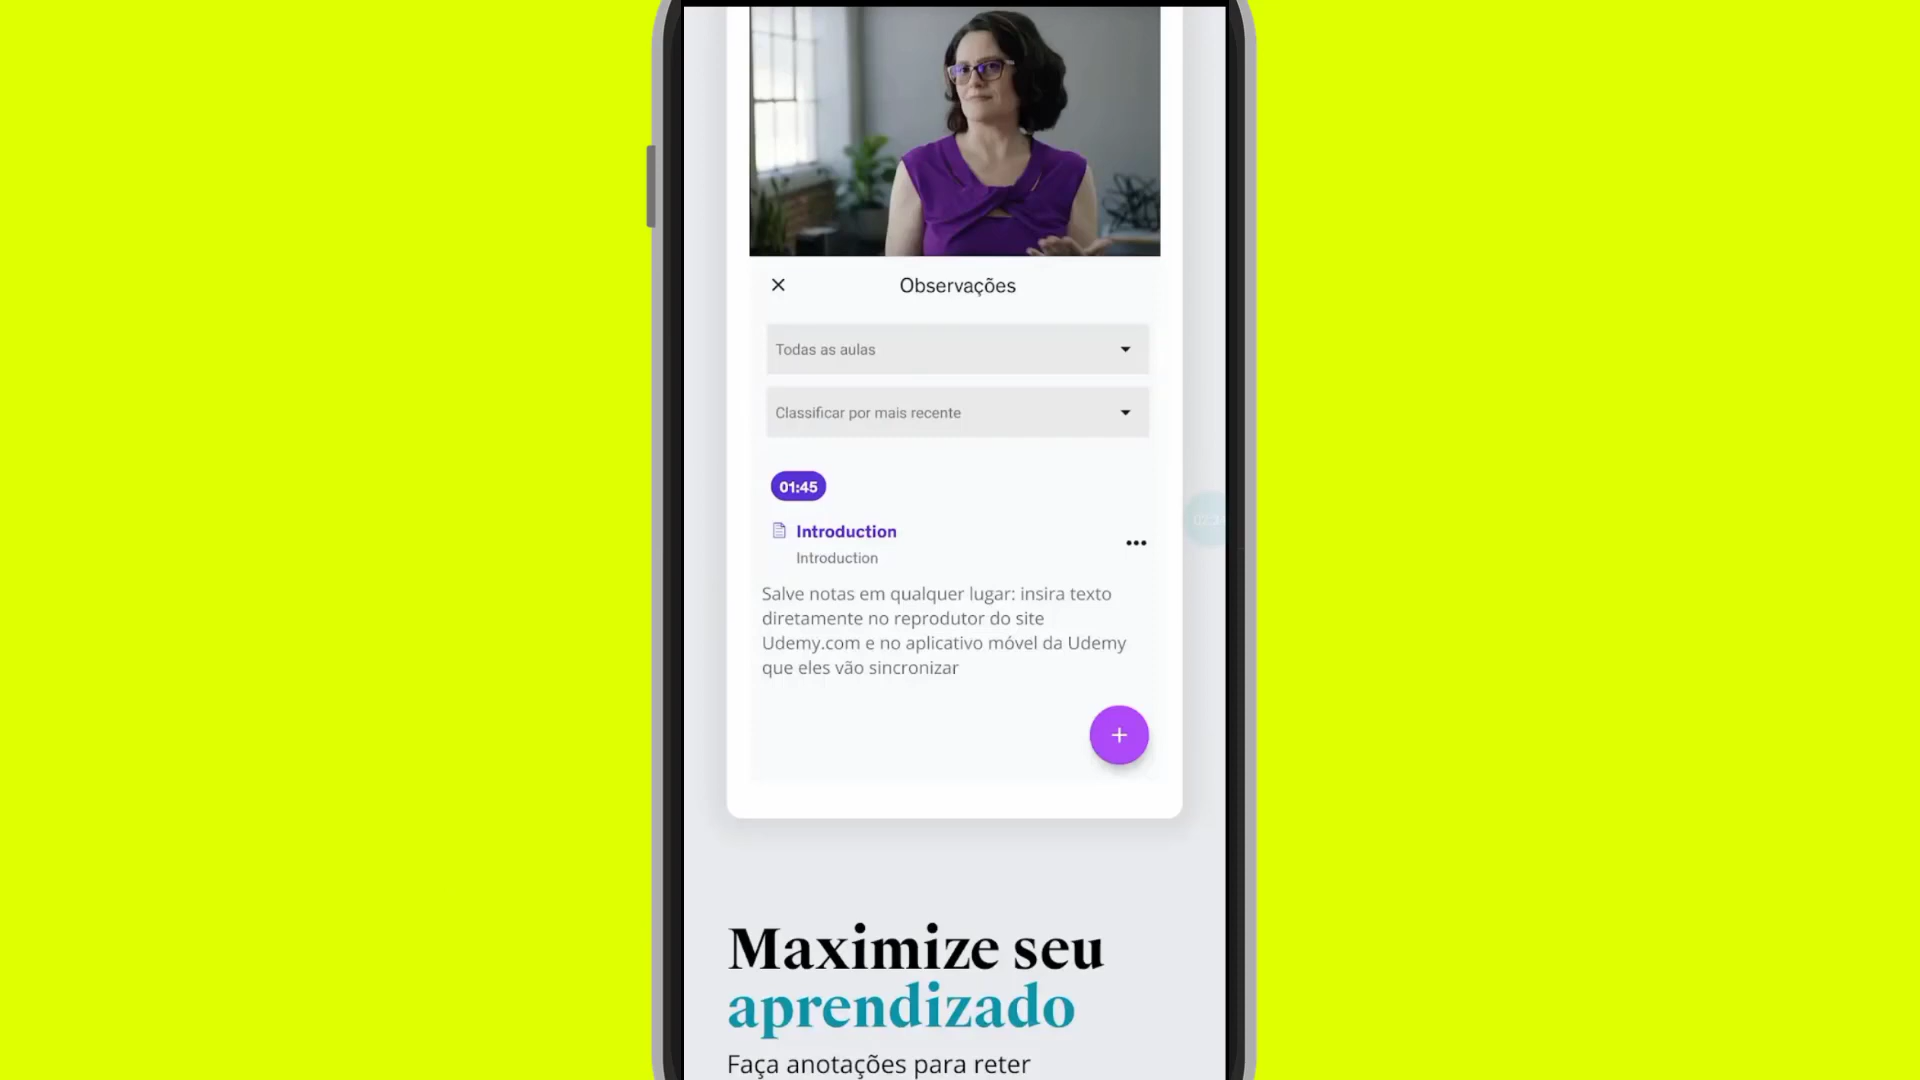 Observações
Todas as aulas
Classificar por mais recente
01:45
Introduction
Introduction
Salve notas em qualquer lugar: insira texto
diretamente no reprodutor do site
Udemy.com e no aplicativo móvel da Udemy
que eles vão sincronizar
Maximize seu
aprendizado
Faça anotações para reter